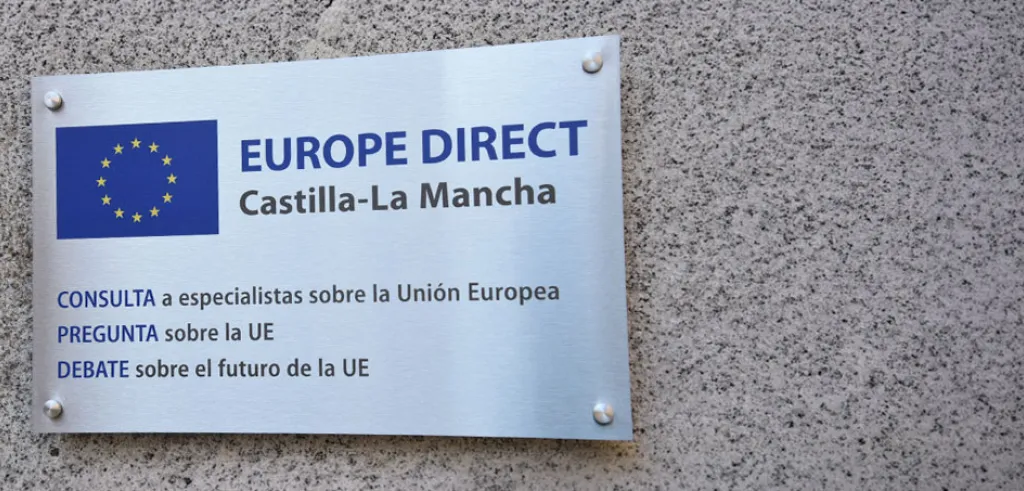 EUROPE DIRECT
Castilla-La Mancha
CONSULTA a especialistas sobre la Unión Europea
PREGUNTA sobre la UE
DEBATE sobre el futuro de la UE